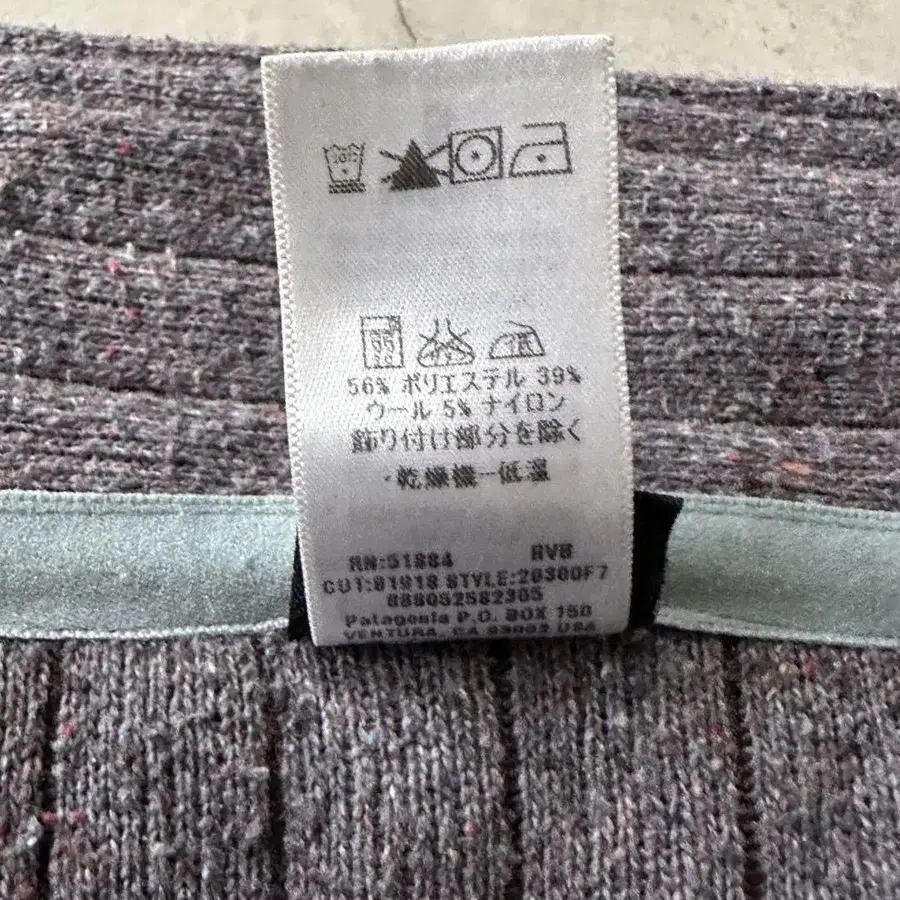 56% ポリエステル 39%
ウール 5% ナイロン
飾り付け部分を除く
・乾燥機一低温
RN:51884 RVB
CUT:81918 STYLE:20300F7
888052582305
Patagonia P.O. BOX 150
VENTURA, CA 93002 USA